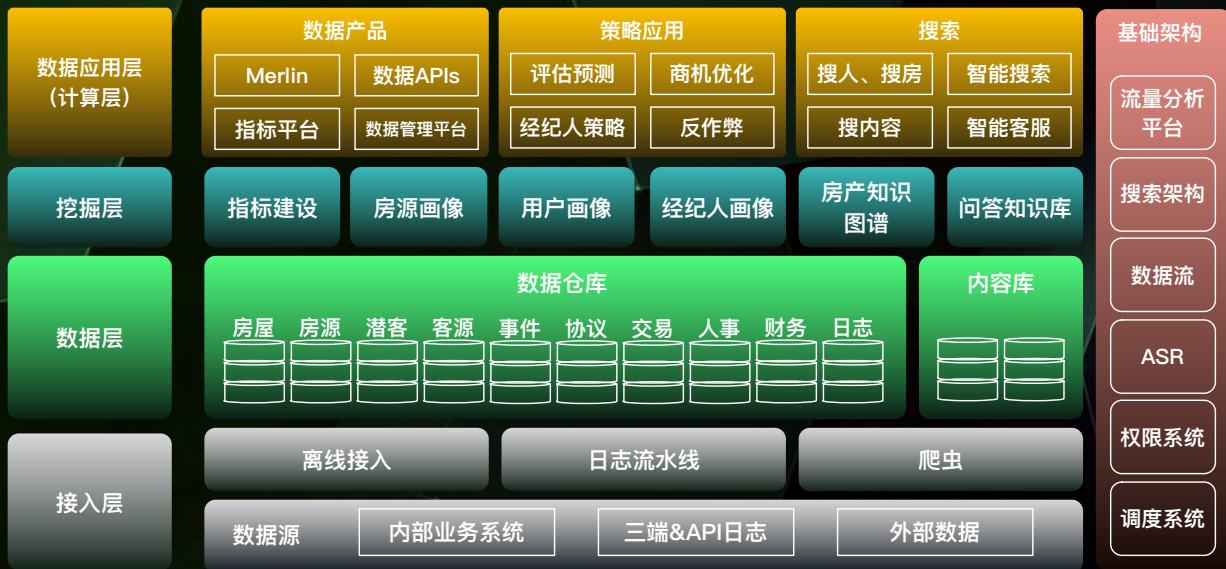 数据应用层
（计算层）
数据产品
Merlin
数据APIs
指标平台
数据管理平台
策略应用
评估预测
商机优化
经纪人策略
反作弊
搜索
搜人、搜房
智能搜索
搜内容
智能客服
挖掘层
指标建设
房源画像
用户画像
经纪人画像
房产知识
图谱
问答知识库
数据层
数据仓库
房屋
房源
潜客
客源
事件
协议
交易
人事
财务
日志
内容库
接入层
离线接入
日志流水线
爬虫
数据源
内部业务系统
三端&API日志
外部数据
基础架构
流量分析
平台
搜索架构
数据流
ASR
权限系统
调度系统